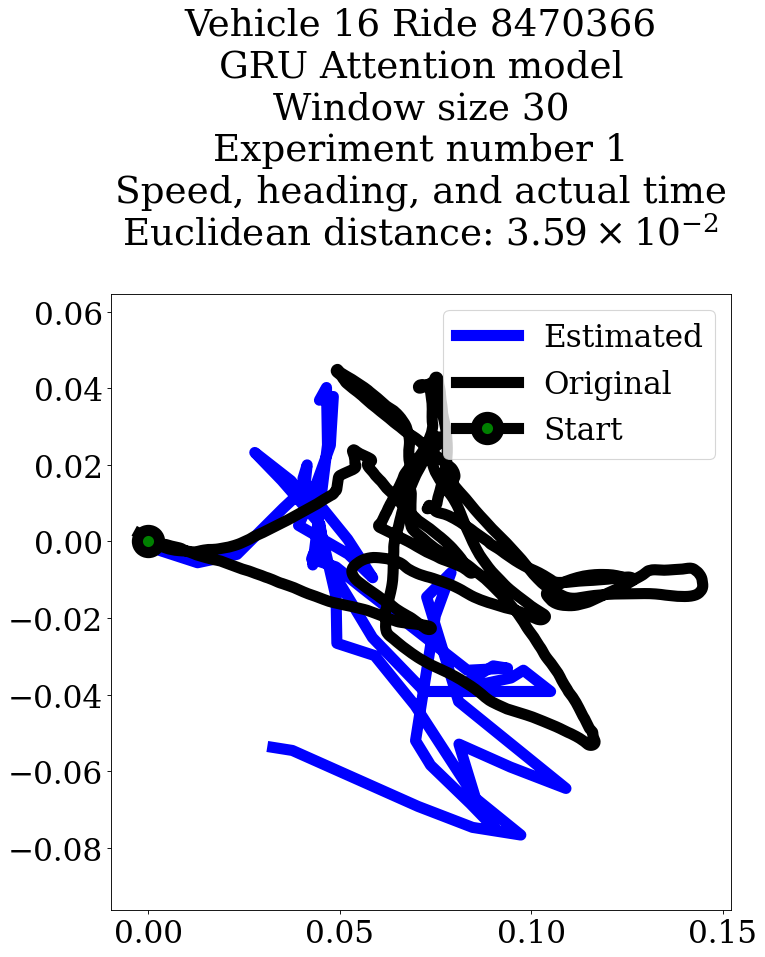 Vehicle 16 Ride 8470366
GRU Attention model
Window size 30
Experiment number 1
Speed, heading, and actual time
Euclidean distance: 3.59 × 10⁻²
0.06
0.04
0.02
0.00
−0.02
−0.04
−0.06
−0.08
Estimated
Original
Start
0.00 0.05 0.10 0.15